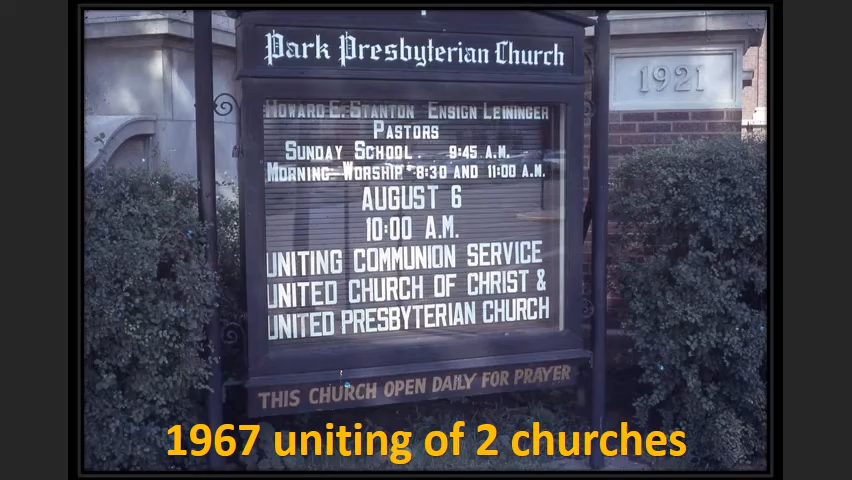 Park Presbyterian Church
1921
HOWARD E. STANTON ENSIGN LEININGER
PASTORS
SUNDAY SCHOOL . 9:45 A.M.
MORNING WORSHIP 8:30 AND 11:00 A.M.
AUGUST 6
10:00 A.M.
UNITING COMMUNION SERVICE
UNITED CHURCH OF CHRIST &
UNITED PRESBYTERIAN CHURCH
THIS CHURCH OPEN DAILY FOR PRAYER
1967 uniting of 2 churches